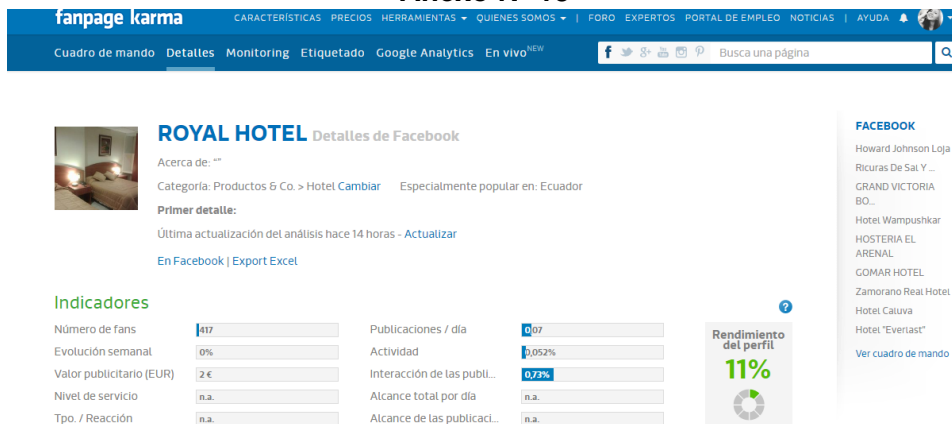 fanpage karma
CARACTERÍSTICAS PRECIOS HERRAMIENTAS QUIENES SOMOS | FORO EXPERTOS PORTAL DE EMPLEO NOTICIAS | AYUDA
Cuadro de mando Detalles Monitoring Etiquetado Google Analytics En vivo NEW
Busca una página
ROYAL HOTEL Detalles de Facebook
Acerca de: “”
Categoría: Productos & Co. > Hotel Cambiar Especialmente popular en: Ecuador
Primer detalle:
Última actualización del análisis hace 14 horas - Actualizar
En Facebook | Export Excel
FACEBOOK
Howard Johnson Loja
Ricuras De Sal Y ...
GRAND VICTORIA
BO...
Hotel Wampushkar
HOSTERIA EL
ARENAL
GOMAR HOTEL
Zamorano Real Hotel
Hotel Caluva
Hotel "Everlast"
Ver cuadro de mando
Indicadores
Número de fans 417
Evolución semanal 0%
Valor publicitario (EUR) 2 €
Nivel de servicio n.a.
Tpo. / Reacción n.a.
Publicaciones / día 0,07
Actividad 0,052%
Interacción de las publi... 0,73%
Alcance total por día n.a.
Alcance de las publicaci... n.a.
Rendimiento
del perfil
11%